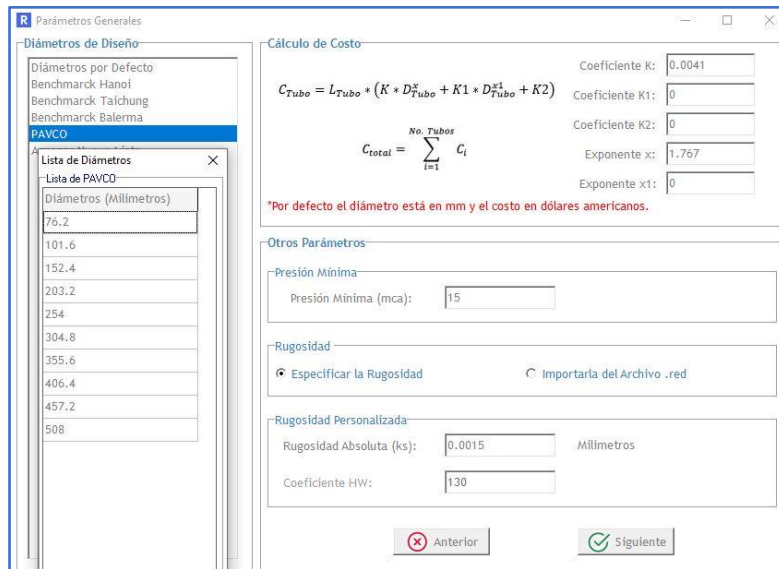 Parámetros Generales
Diámetros de Diseño
Diámetros por Defecto
Benchmarck Hanoi
Benchmarck Taichung
Benchmarck Balerma
PAVCO
Lista de Diámetros
Lista de PAVCO
Diámetros (Milimetros)
76.2
101.6
152.4
203.2
254
304.8
355.6
406.4
457.2
508
Cálculo de Costo
C_Tubo = L_Tubo * (K * D_Tubo^x + K1 * D_Tubo^x1 + K2)
C_total = ∑_{i=1}^{No. Tubos} C_i
Coeficiente K: 0.0041
Coeficiente K1: 0
Coeficiente K2: 0
Exponente x: 1.767
Exponente x1: 0
*Por defecto el diámetro está en mm y el costo en dólares americanos.
Otros Parámetros
Presión Mínima
Presión Mínima (mca): 15
Rugosidad
Especificar la Rugosidad
Importarla del Archivo .red
Rugosidad Personalizada
Rugosidad Absoluta (ks): 0.0015 Milimetros
Coeficiente HW: 130
Anterior
Siguiente